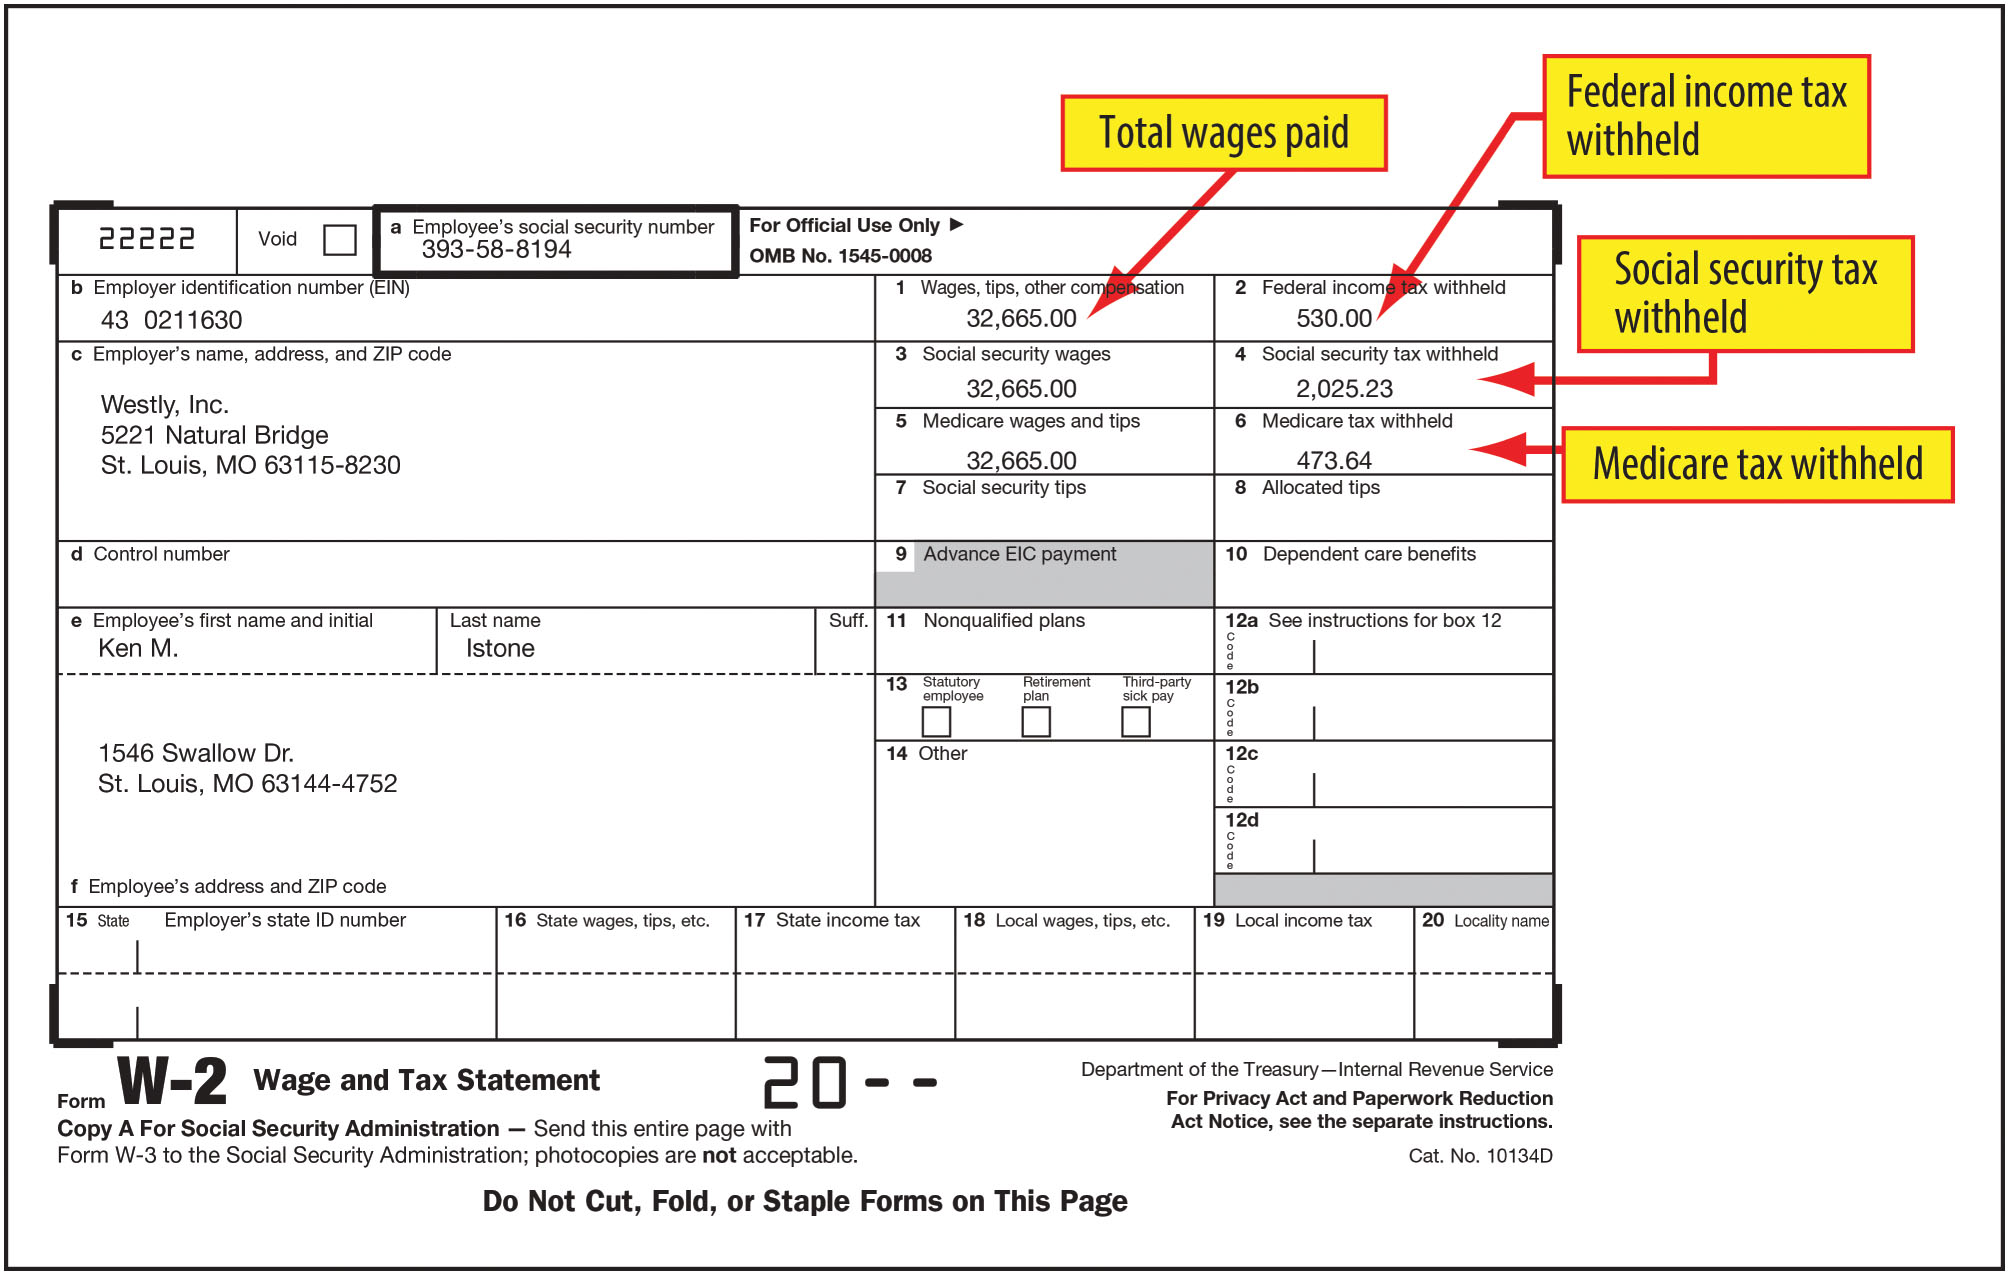 Total wages paid
Federal income tax
withheld
Social security tax
withheld
Medicare tax withheld
22222
Void
a Employee's social security number
393-58-8194
For Official Use Only ►
OMB No. 1545-0008
b Employer identification number (EIN)
43 0211630
1 Wages, tips, other compensation
32,665.00
2 Federal income tax withheld
530.00
c Employer's name, address, and ZIP code
Westly, Inc.
5221 Natural Bridge
St. Louis, MO 63115-8230
3 Social security wages
32,665.00
4 Social security tax withheld
2,025.23
5 Medicare wages and tips
32,665.00
6 Medicare tax withheld
473.64
7 Social security tips
8 Allocated tips
d Control number
9 Advance EIC payment
10 Dependent care benefits
e Employee's first name and initial
Ken M.
Last name
Istone
Suff.
11 Nonqualified plans
12a See instructions for box 12
Code
13 Statutory employee
Retirement plan
Third-party sick pay
12b
Code
1546 Swallow Dr.
St. Louis, MO 63144-4752
14 Other
12c
Code
12d
Code
f Employee's address and ZIP code
15 State
Employer's state ID number
16 State wages, tips, etc.
17 State income tax
18 Local wages, tips, etc.
19 Local income tax
20 Locality name
Form W-2 Wage and Tax Statement
20--
Department of the Treasury—Internal Revenue Service
For Privacy Act and Paperwork Reduction
Act Notice, see the separate instructions.
Copy A For Social Security Administration — Send this entire page with
Form W-3 to the Social Security Administration; photocopies are not acceptable.
Cat. No. 10134D
Do Not Cut, Fold, or Staple Forms on This Page